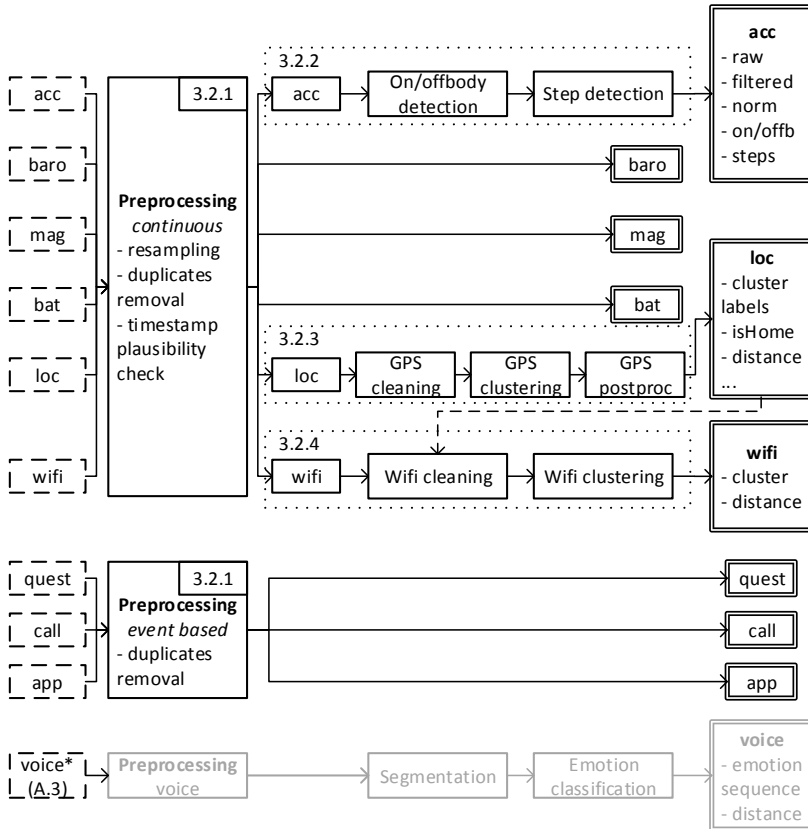 acc
baro
mag
bat
loc
wifi
3.2.1
Preprocessing
continuous
- resampling
- duplicates
removal
- timestamp
plausibility
check
3.2.2
acc
On/offbody
detection
Step detection
acc
- raw
- filtered
- norm
- on/offb
- steps
baro
mag
bat
3.2.3
loc
GPS
cleaning
GPS
clustering
GPS
postproc
loc
- cluster
labels
- isHome
- distance
...
3.2.4
wifi
Wifi cleaning
Wifi clustering
wifi
- cluster
- distance
quest
call
app
3.2.1
Preprocessing
event based
- duplicates
removal
quest
call
app
voice*
(A.3)
Preprocessing
voice
Segmentation
Emotion
classification
voice
- emotion
sequence
- distance